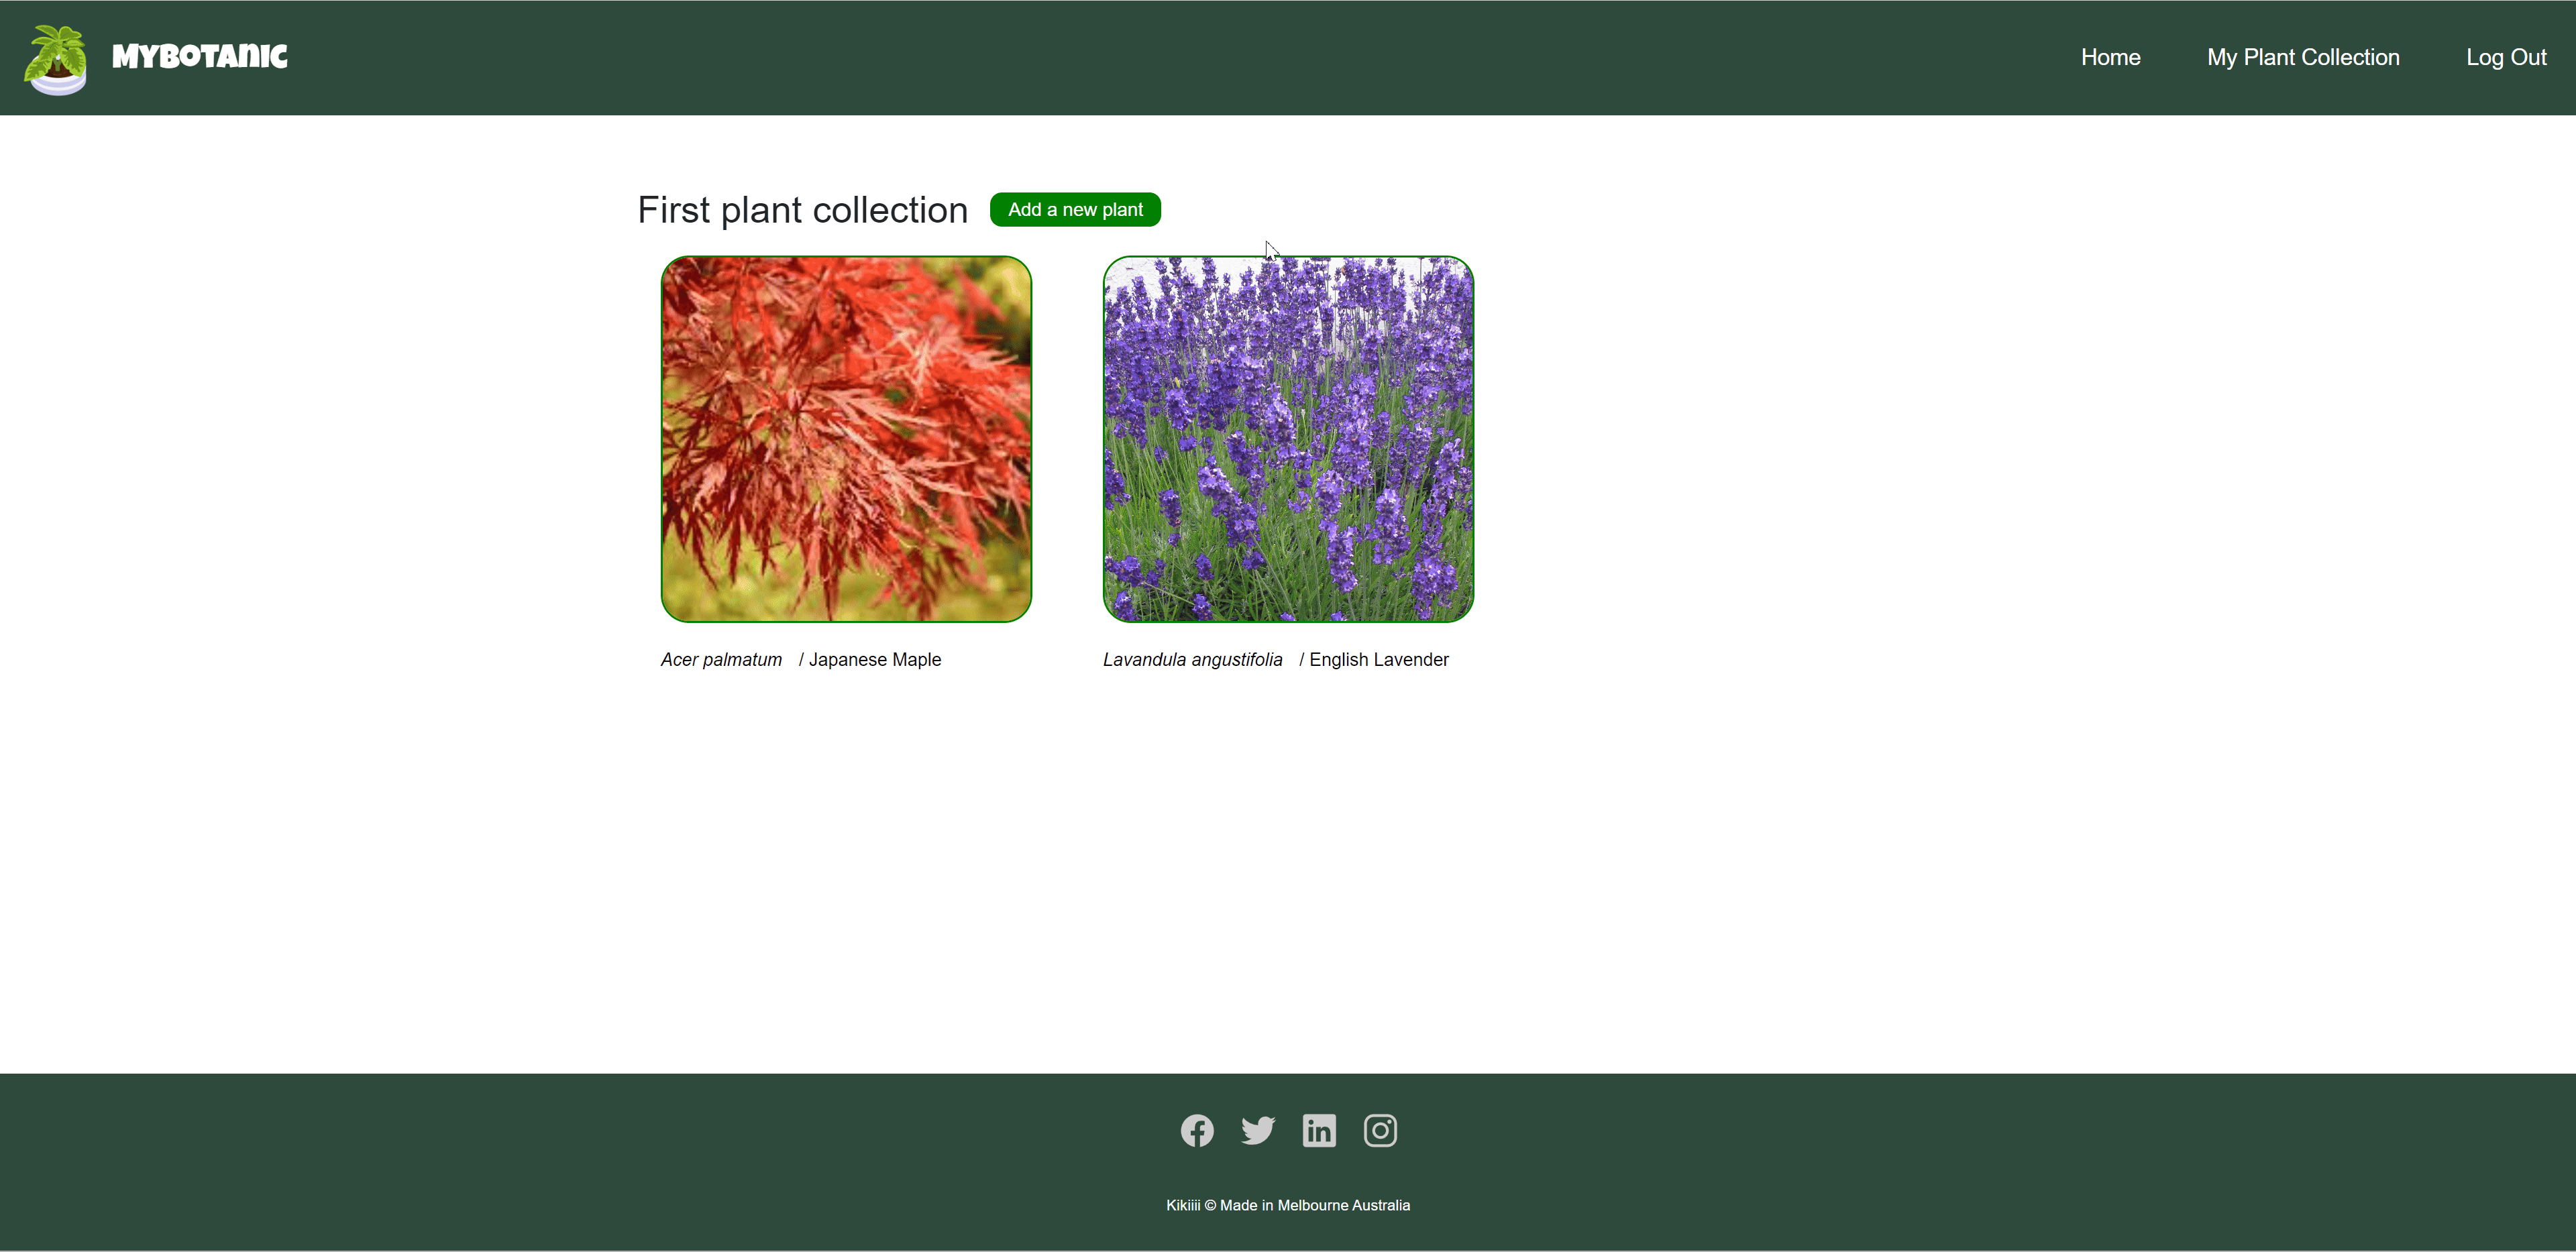 MYBOTANIC
Home My Plant Collection Log Out
First plant collection Add a new plant
Acer palmatum / Japanese Maple
Lavandula angustifolia / English Lavender
Kikiiii © Made in Melbourne Australia